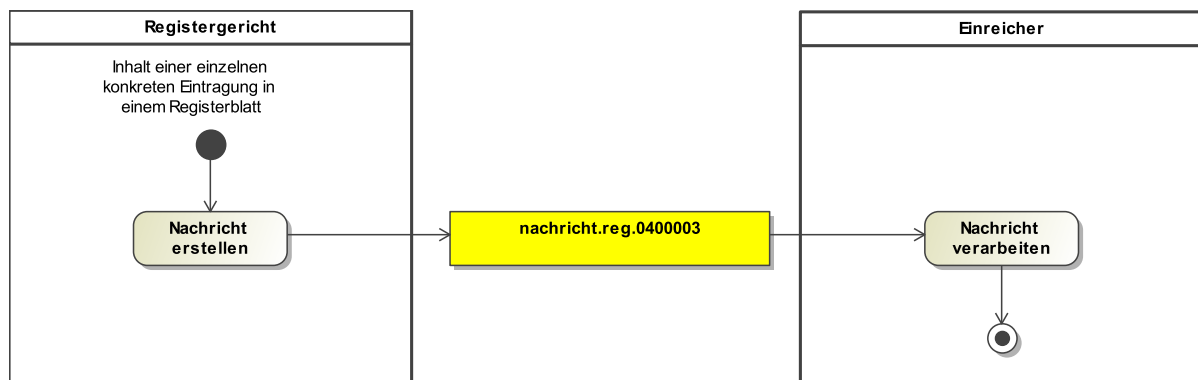 Registergericht
Einreicher
Inhalt einer einzelnen
konkreten Eintragung in
einem Registerblatt
Nachricht
erstellen
nachricht.reg.0400003
Nachricht
verarbeiten